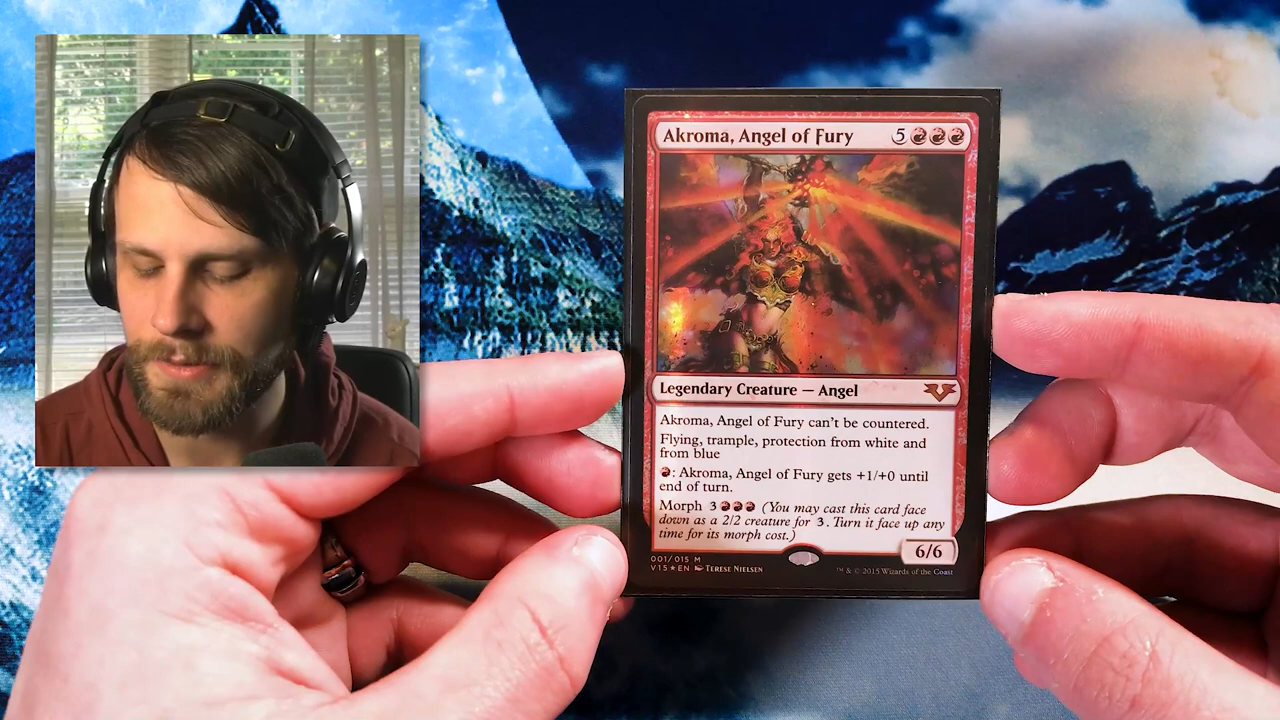 Akroma, Angel of Fury 5
Legendary Creature — Angel
Akroma, Angel of Fury can't be countered.
Flying, trample, protection from white and
from blue
: Akroma, Angel of Fury gets +1/+0 until
end of turn.
Morph 3 (You may cast this card face
down as a 2/2 creature for 3. Turn it face up any
time for its morph cost.)
6/6
001/015 M
V15★EN Terese Nielsen
™ & © 2015 Wizards of the Coast